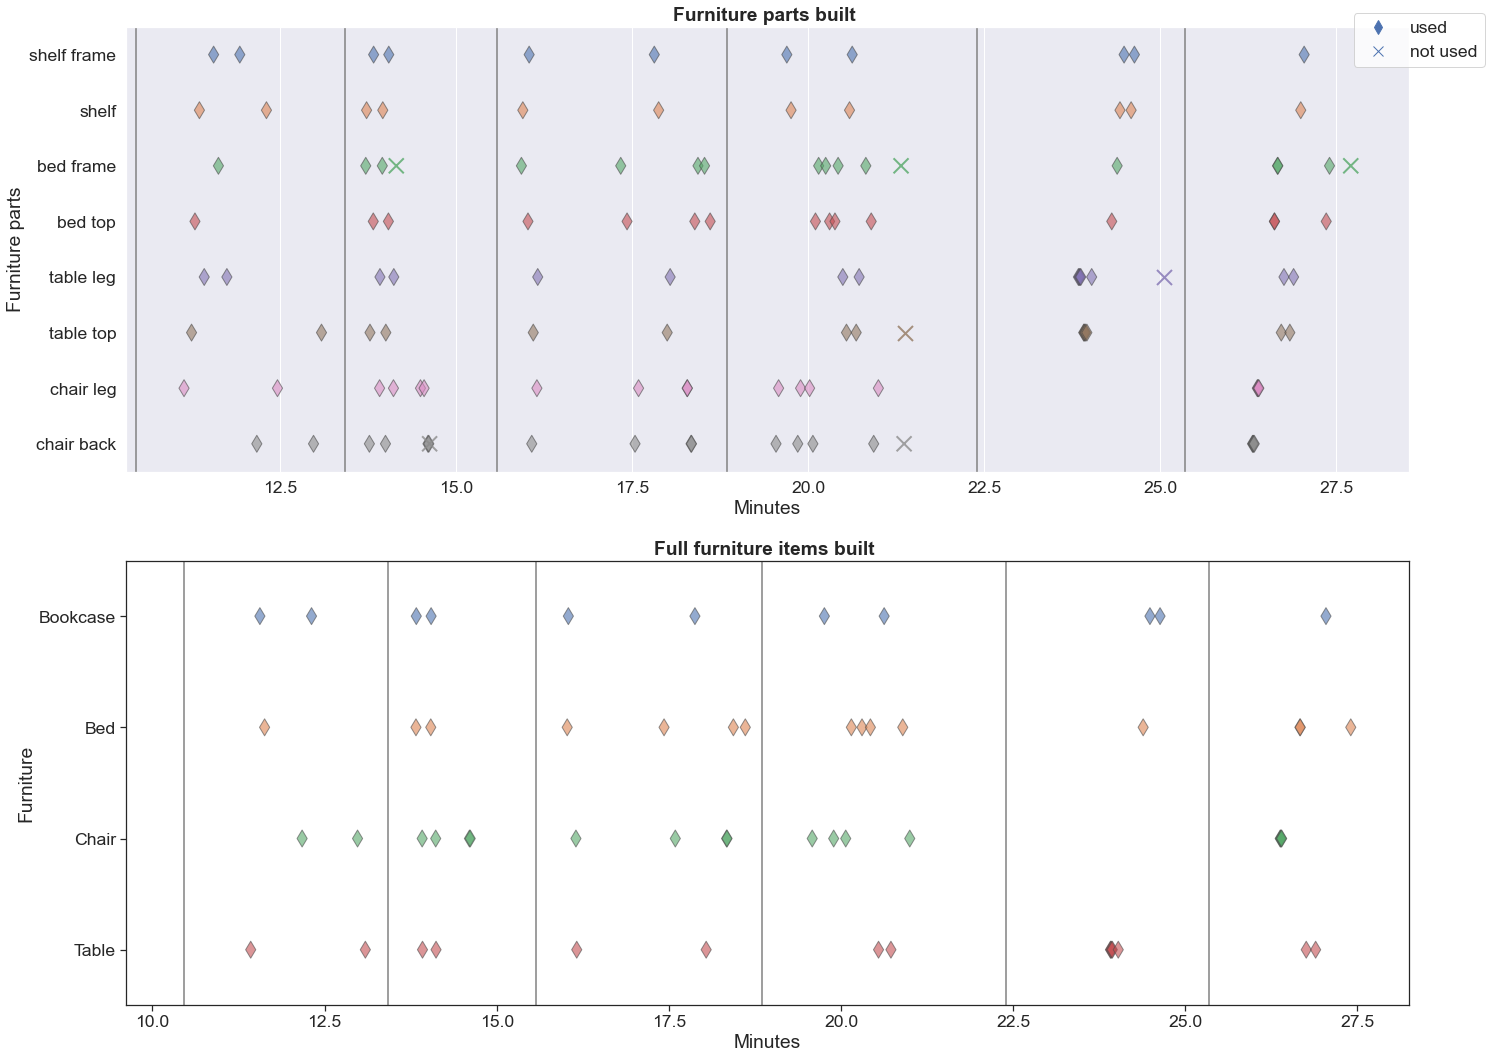 Furniture parts built
used
not used
Furniture parts
shelf frame
shelf
bed frame
bed top
table leg
table top
chair leg
chair back
12.5 15.0 17.5 20.0 22.5 25.0 27.5
Minutes
Full furniture items built
Furniture
Bookcase
Bed
Chair
Table
10.0 12.5 15.0 17.5 20.0 22.5 25.0 27.5
Minutes